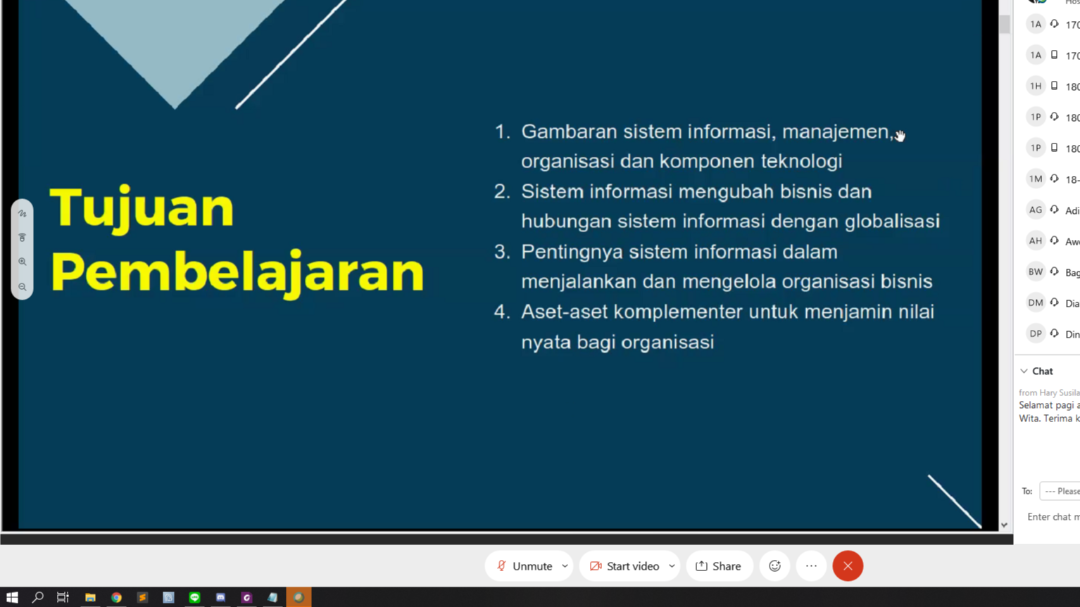 Tujuan
Pembelajaran
1. Gambaran sistem informasi, manajemen,
organisasi dan komponen teknologi
2. Sistem informasi mengubah bisnis dan
hubungan sistem informasi dengan globalisasi
3. Pentingnya sistem informasi dalam
menjalankan dan mengelola organisasi bisnis
4. Aset-aset komplementer untuk menjamin nilai
nyata bagi organisasi
1A 170
1A 170
1H 180
1P 180
1P 180
1M 18-
AG Adi
AH Aw
BW Bag
DM Dia
DP Din
Chat
from Hary Susila
Selamat pagi a
Wita. Terima k
To: --- Please
Enter chat m
Unmute
Start video
Share